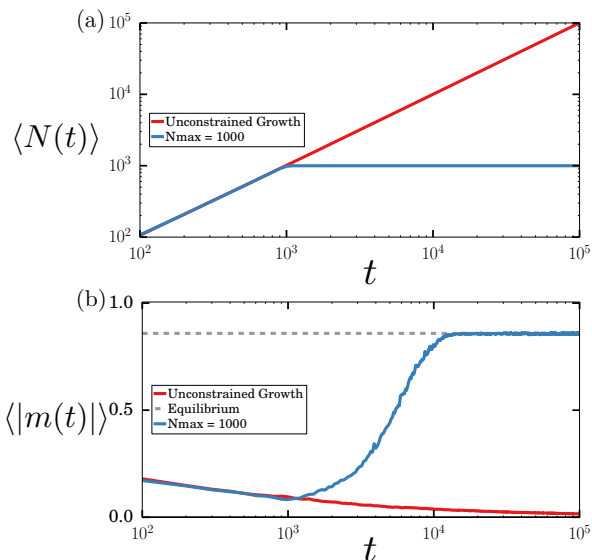 (a)
10^5
10^4
10^3
10^2
⟨N(t)⟩
Unconstrained Growth
Nmax = 1000
10^2 10^3 10^4 10^5
t
(b)
1.0
0.5
0.0
⟨|m(t)|⟩
Unconstrained Growth
Equilibrium
Nmax = 1000
10^2 10^3 10^4 10^5
t